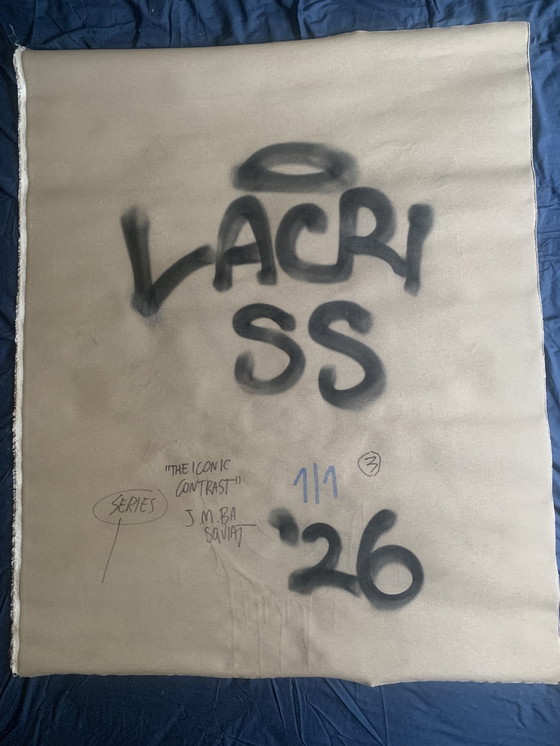 LACRI
SS
"THE ICONIC
CONTRAST"
J.M.BA
SQUIAT
SERIES
1/1
3
'26